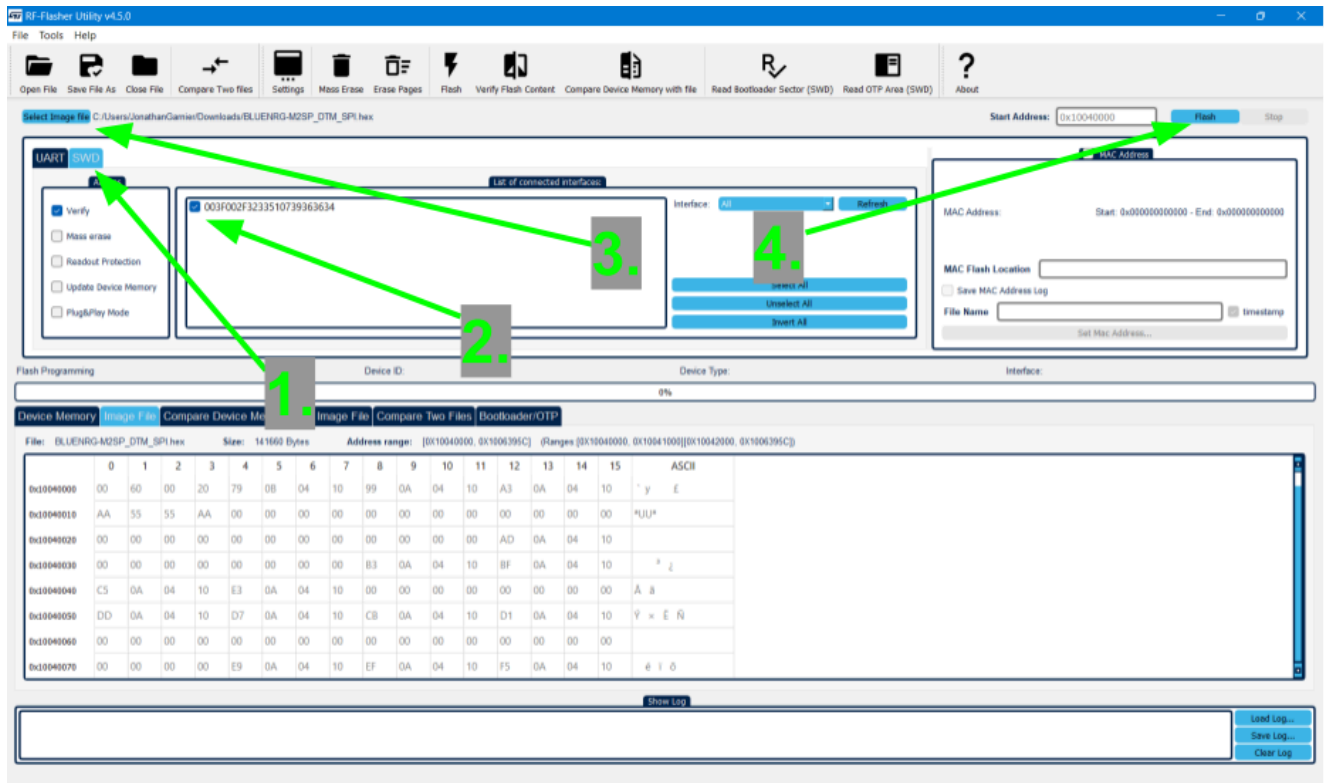 RF-Flasher Utility v4.5.0
File Tools Help
Open File Save File As Close File Compare Two files Settings Mass Erase Erase Pages Flash Verify Flash Content Compare Device Memory with file Read Bootloader Sector (SWD) Read OTP Area (SWD) About
Select Image file C:/Users/JonathanGarnier/Downloads/BLUENRG-M2SP_DTM_SPI.hex Start Address: 0x10040000 Flash Stop
UART SWD MAC Address
List of connected interfaces:
Verify 003F002F3233510739363634 Interface: All Refresh
MAC Address: Start: 0x000000000000 - End: 0x000000000000
Mass erase
Readout Protection 3. 4. MAC Flash Location
Update Device Memory Select All Save MAC Address Log
Plug&Play Mode Unselect All File Name timestamp
2. Invert All Set Mac Address...
Flash Programming Device ID: Device Type: Interface:
0%
1.
Device Memory Image File Compare Device Me Image File Compare Two Files Bootloader/OTP
File: BLUENRG-M2SP_DTM_SPI.hex Size: 141660 Bytes Address range: [0X10040000, 0X1006395C] (Ranges:[0X10040000, 0X10041000][0X10042000, 0X1006395C])
0 1 2 3 4 5 6 7 8 9 10 11 12 13 14 15 ASCII
0x10040000 00 60 00 20 79 0B 04 10 99 0A 04 10 A3 0A 04 10 ` y £
0x10040010 AA 55 55 AA 00 00 00 00 00 00 00 00 00 00 00 00 ªUUª
0x10040020 00 00 00 00 00 00 00 00 00 00 00 00 AD 0A 04 10
0x10040030 00 00 00 00 00 00 00 00 B3 0A 04 10 BF 0A 04 10 ³ ¿
0x10040040 C5 0A 04 10 E3 0A 04 10 00 00 00 00 00 00 00 00 Å ã
0x10040050 DD 0A 04 10 D7 0A 04 10 CB 0A 04 10 D1 0A 04 10 Ý × Ë Ñ
0x10040060 00 00 00 00 00 00 00 00 00 00 00 00 00 00 00 00
0x10040070 00 00 00 00 E9 0A 04 10 EF 0A 04 10 F5 0A 04 10 é ï õ
Show Log
Load Log...
Save Log...
Clear Log